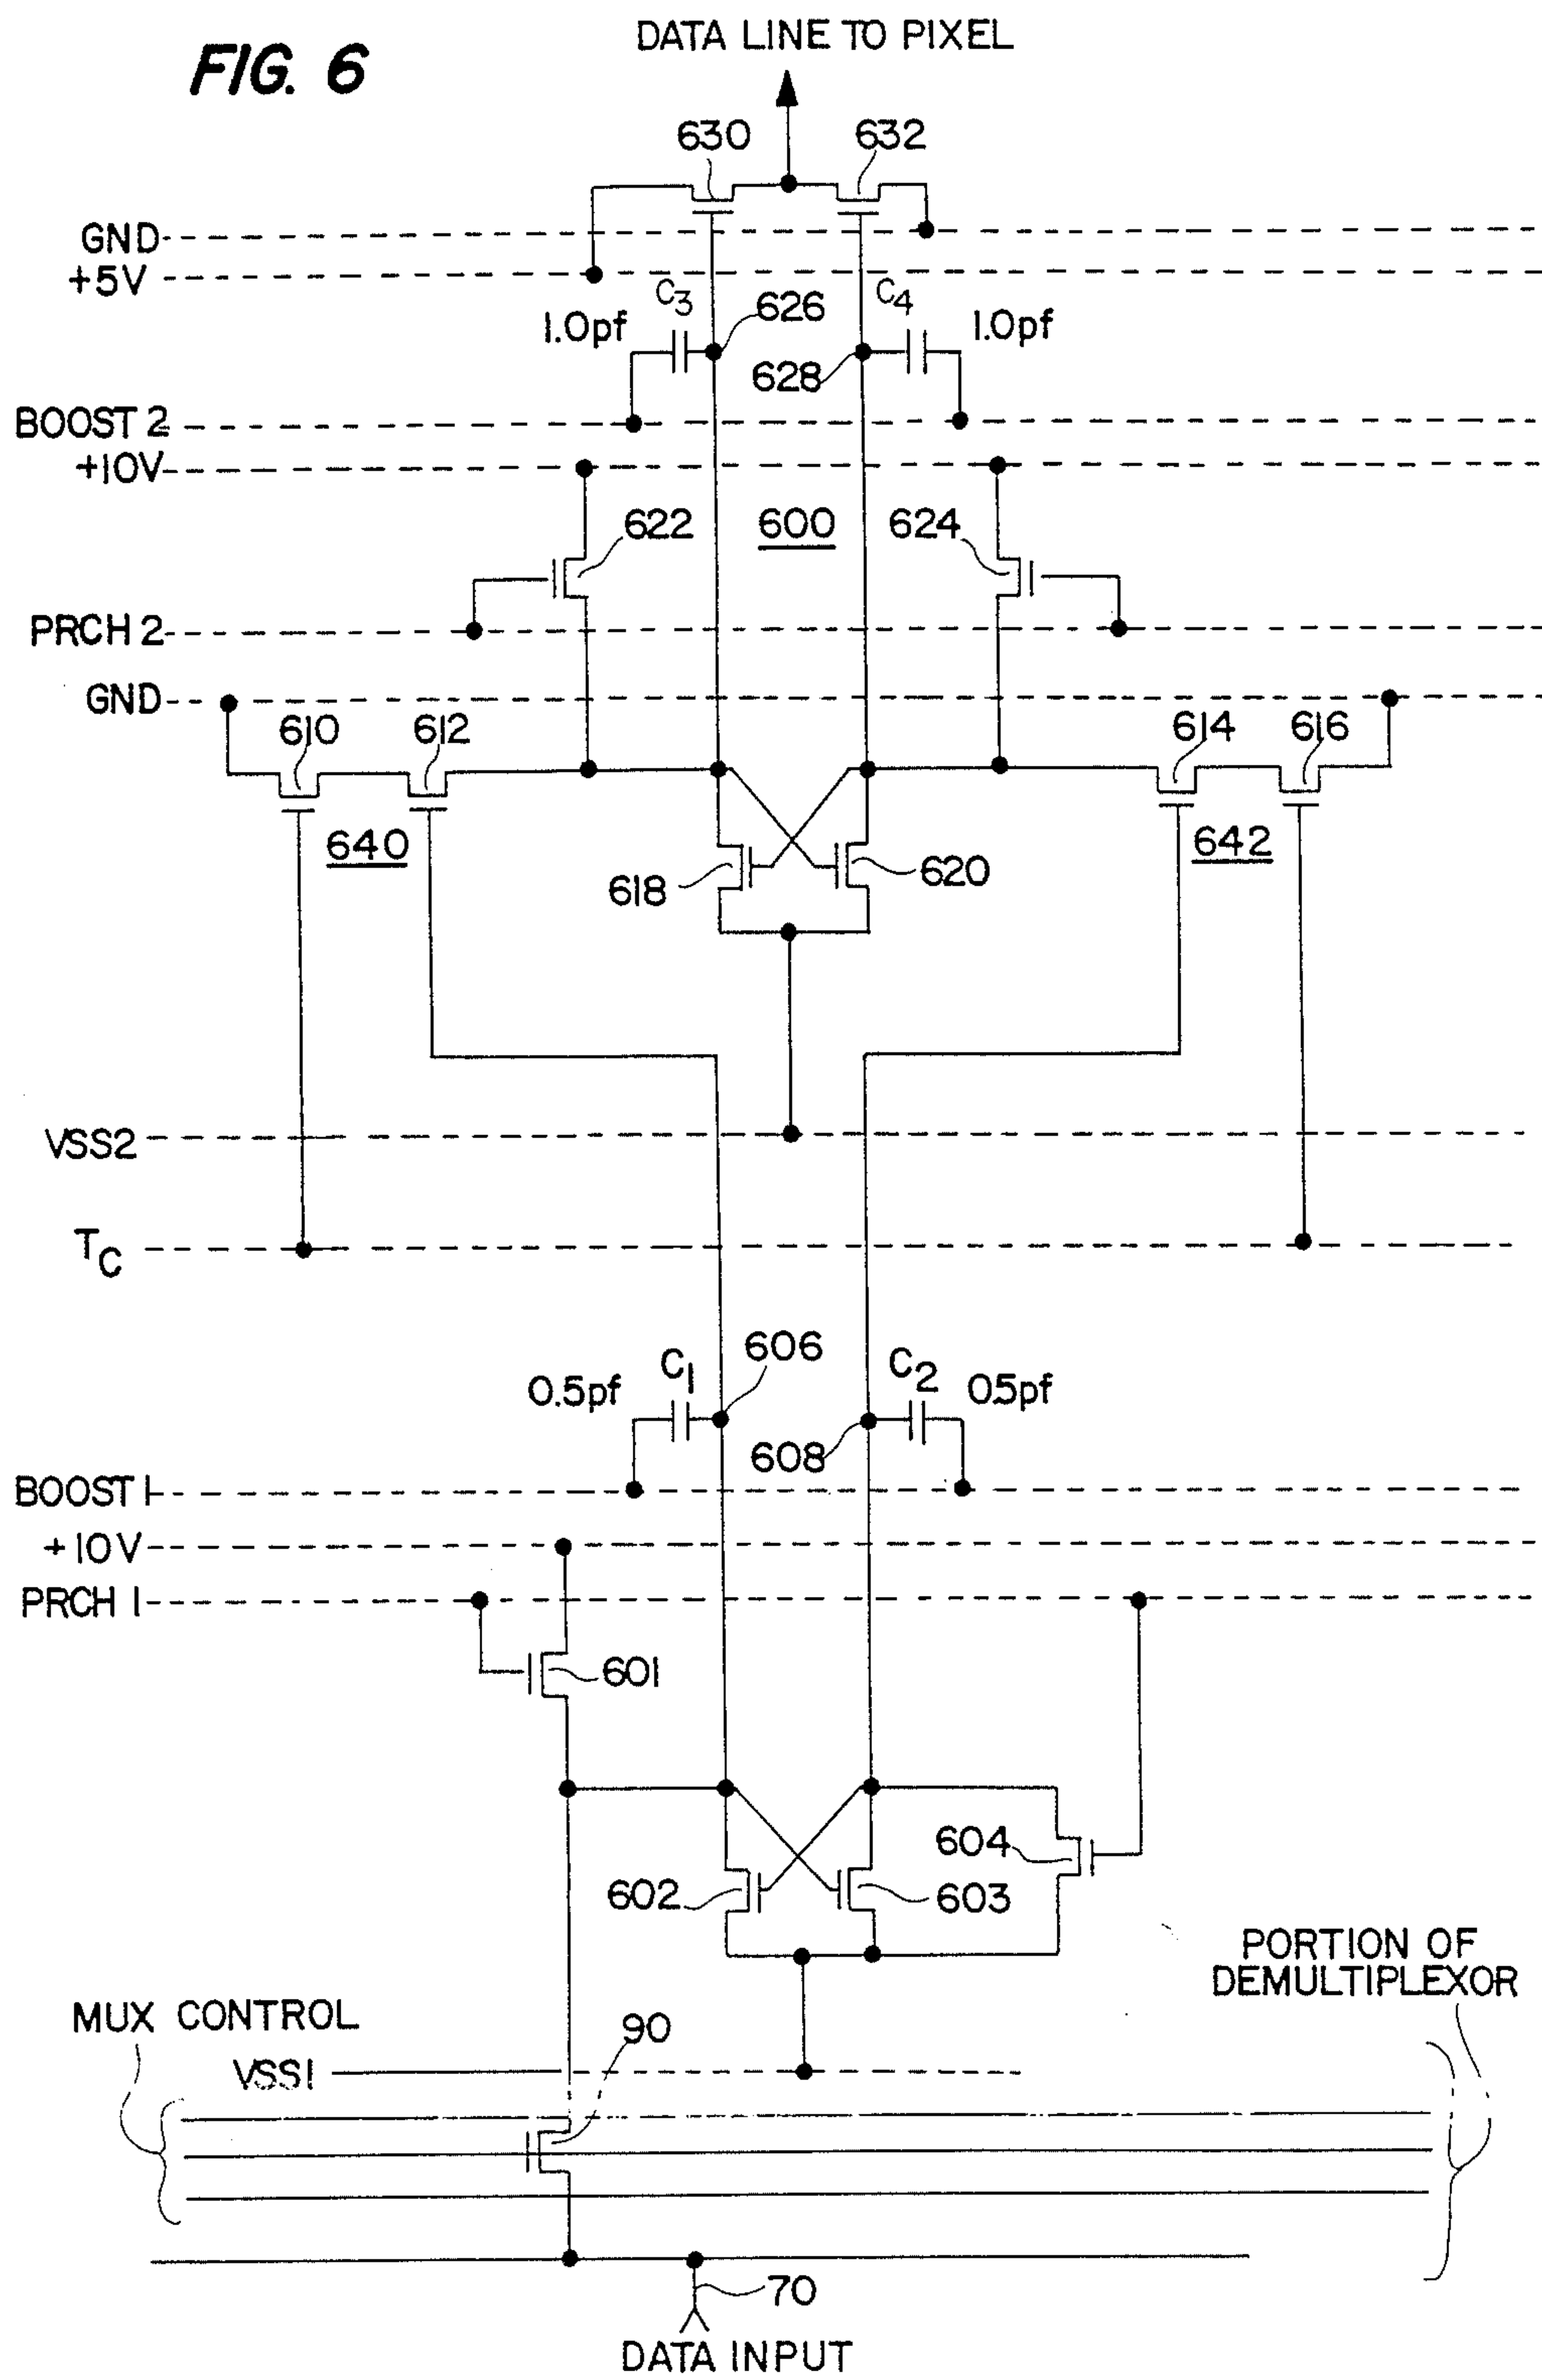 FIG. 6
DATA LINE TO PIXEL
630
632
GND
+5V
C3
C4
1.0pf
626
1.0pf
628
BOOST 2
+10V
622
600
624
PRCH 2
GND
610
612
614
616
640
642
618
620
VSS2
TC
606
0.5pf
C1
C2
0.5pf
608
BOOST 1
+10V
PRCH 1
601
604
602
603
PORTION OF
DEMULTIPLEXOR
MUX CONTROL
90
VSS1
70
DATA INPUT